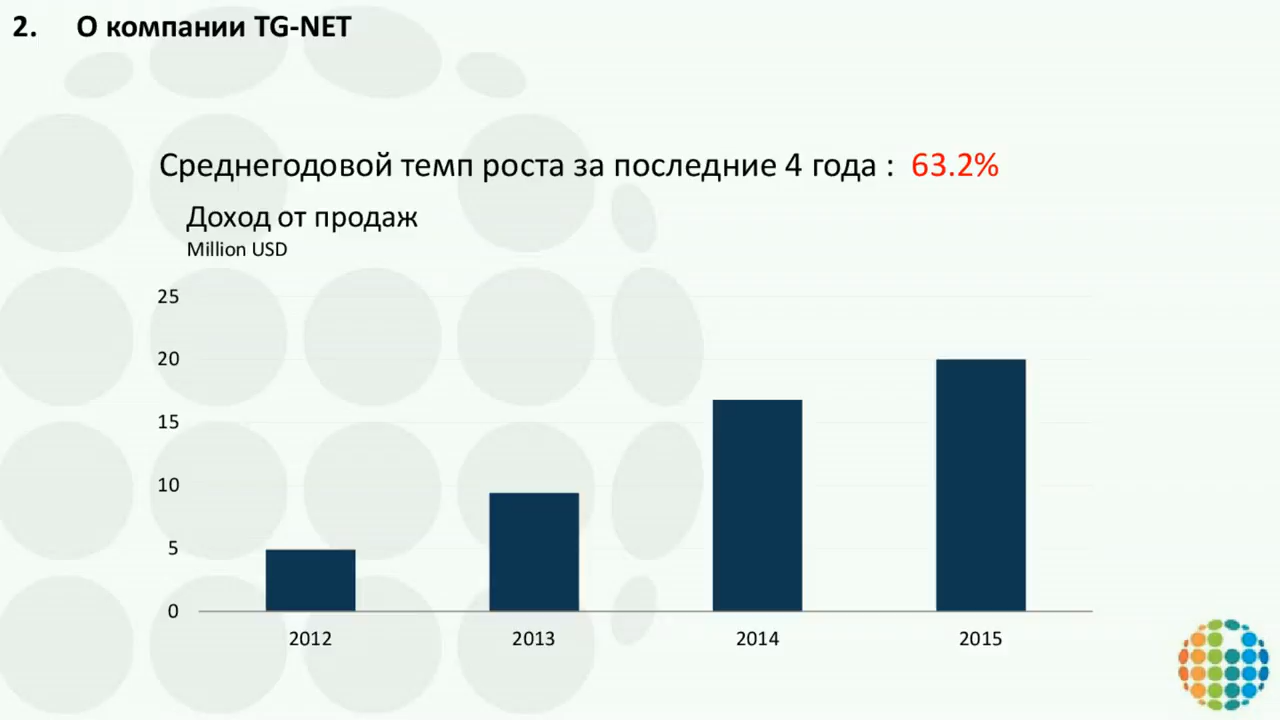 2. О компании TG-NET
Среднегодовой темп роста за последние 4 года : 63.2%
Доход от продаж
Million USD
25
20
15
10
5
0
2012 2013 2014 2015